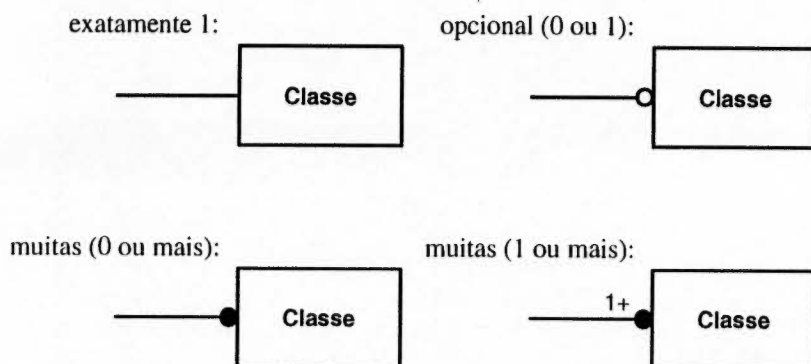 exatamente 1:
opcional (0 ou 1):
Classe
Classe
muitas (0 ou mais):
muitas (1 ou mais):
Classe
1+
Classe